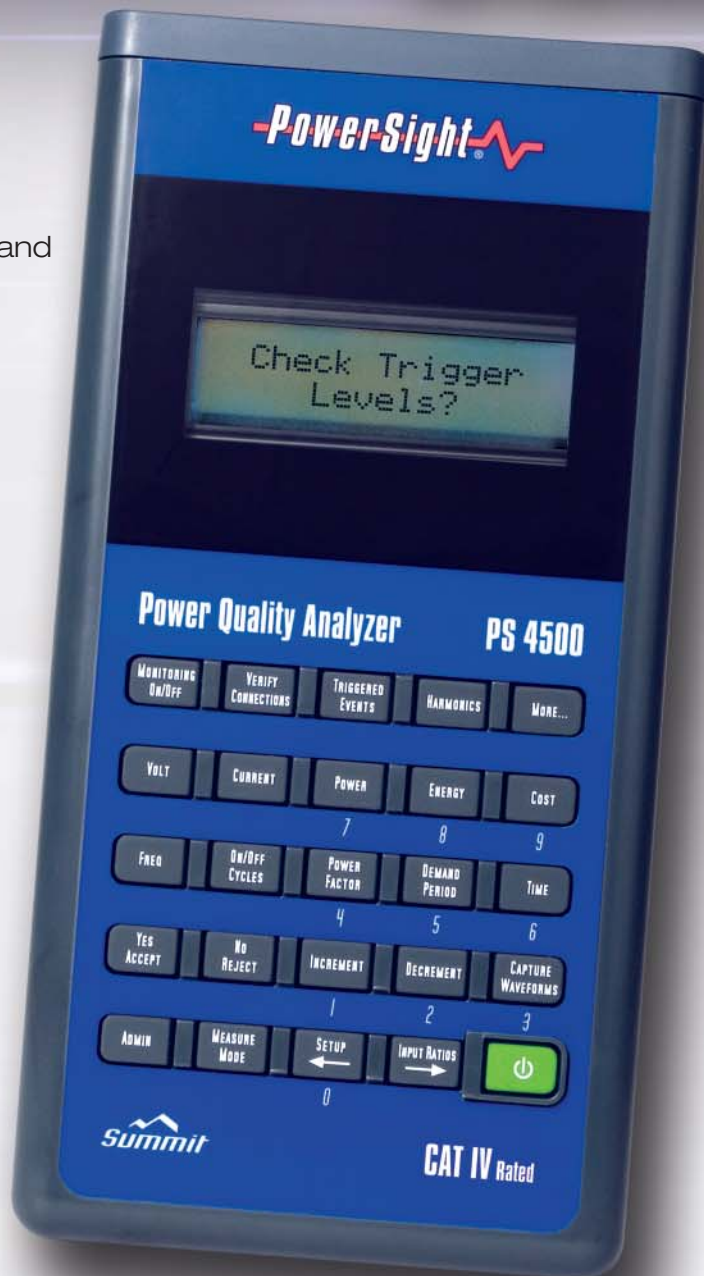 and
PowerSight®
Check Trigger
Levels?
Power Quality Analyzer PS 4500
MONITORING ON/OFF VERIFY CONNECTIONS TRIGGERED EVENTS HARMONICS MORE...
VOLT CURRENT POWER ENERGY COST
7 8 9
FREQ ON/OFF CYCLES POWER FACTOR DEMAND PERIOD TIME
4 5 6
YES ACCEPT NO REJECT INCREMENT DECREMENT CAPTURE WAVEFORMS
1 2 3
ADMIN MEASURE MODE SETUP ← INPUT RATIOS →
0
Summit
CAT IV Rated